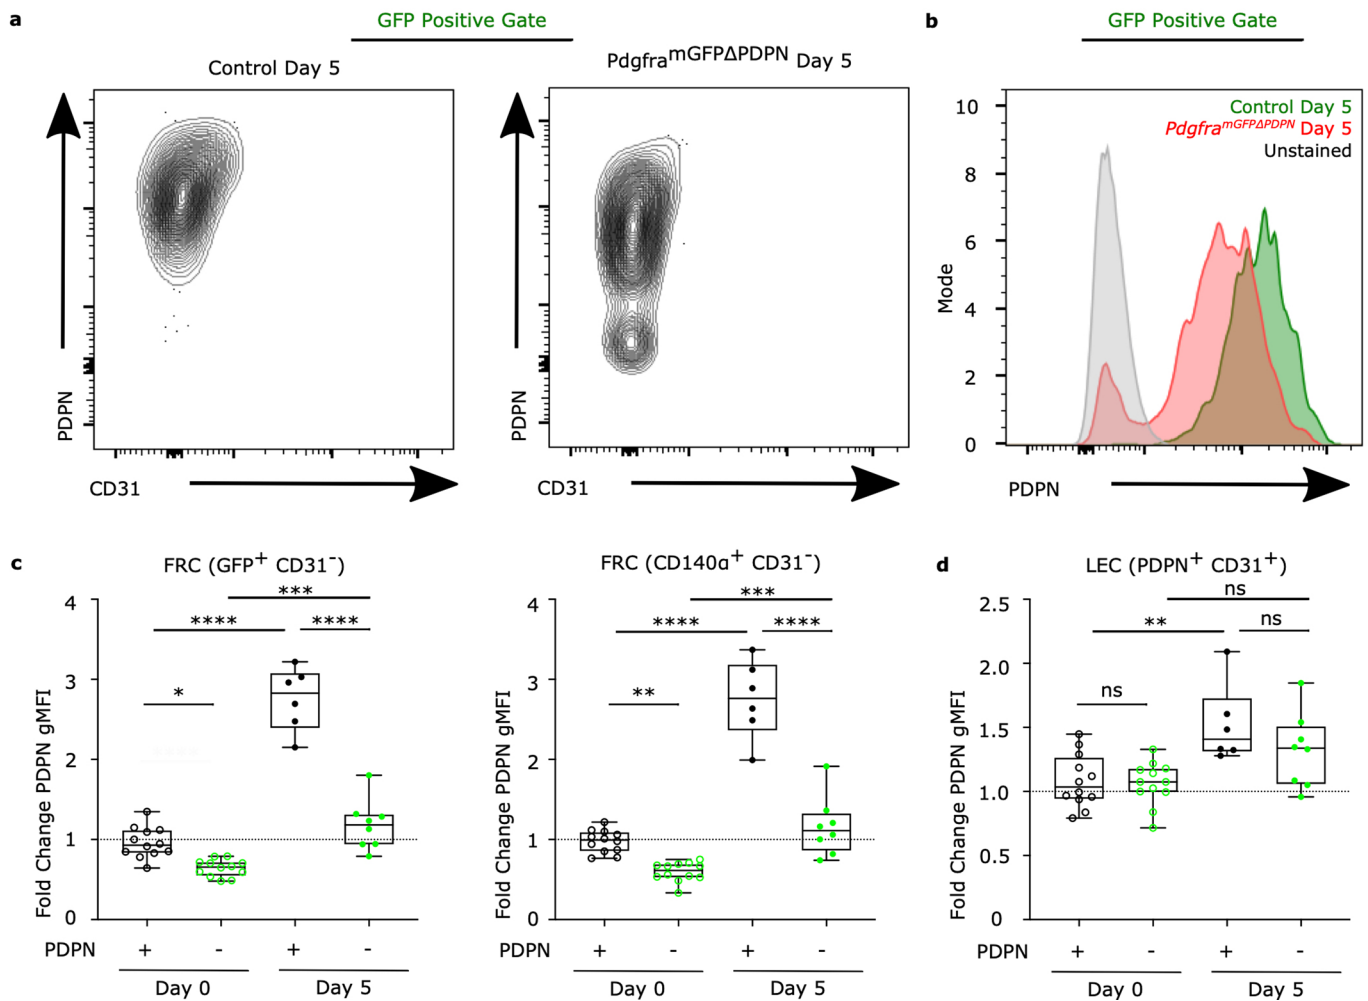 a
GFP Positive Gate
Control Day 5
PdgframGFPΔPDPN Day 5
PDPN
CD31
PDPN
CD31
b
GFP Positive Gate
Control Day 5
PdgframGFPΔPDPN Day 5
Unstained
Mode
10
8
6
4
2
0
PDPN
c
FRC (GFP+ CD31-)
***
**** ****
*
Fold Change PDPN gMFI
4
3
2
1
0
PDPN + - + -
Day 0 Day 5
FRC (CD140α+ CD31-)
***
**** ****
**
Fold Change PDPN gMFI
4
3
2
1
0
PDPN + - + -
Day 0 Day 5
d
LEC (PDPN+ CD31+)
ns
** ns
ns
Fold Change PDPN gMFI
2.5
2.0
1.5
1.0
0.5
0
PDPN + - + -
Day 0 Day 5